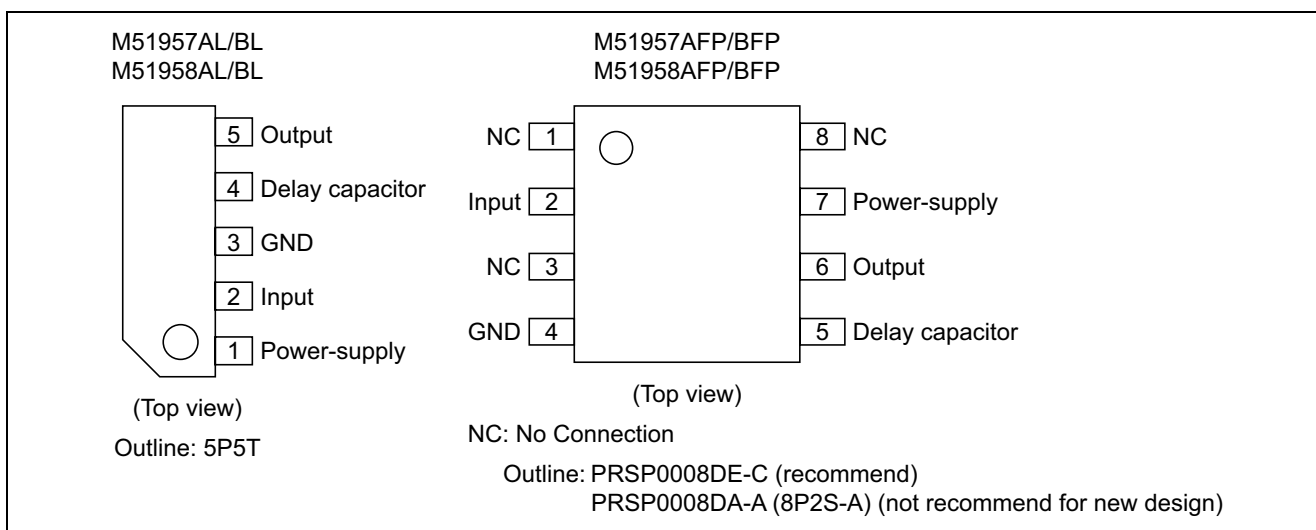 M51957AL/BL
M51958AL/BL
5 Output
4 Delay capacitor
3 GND
2 Input
1 Power-supply
(Top view)
Outline: 5P5T
M51957AFP/BFP
M51958AFP/BFP
NC 1
8 NC
Input 2
7 Power-supply
NC 3
6 Output
GND 4
5 Delay capacitor
(Top view)
NC: No Connection
Outline: PRSP0008DE-C (recommend)
PRSP0008DA-A (8P2S-A) (not recommend for new design)